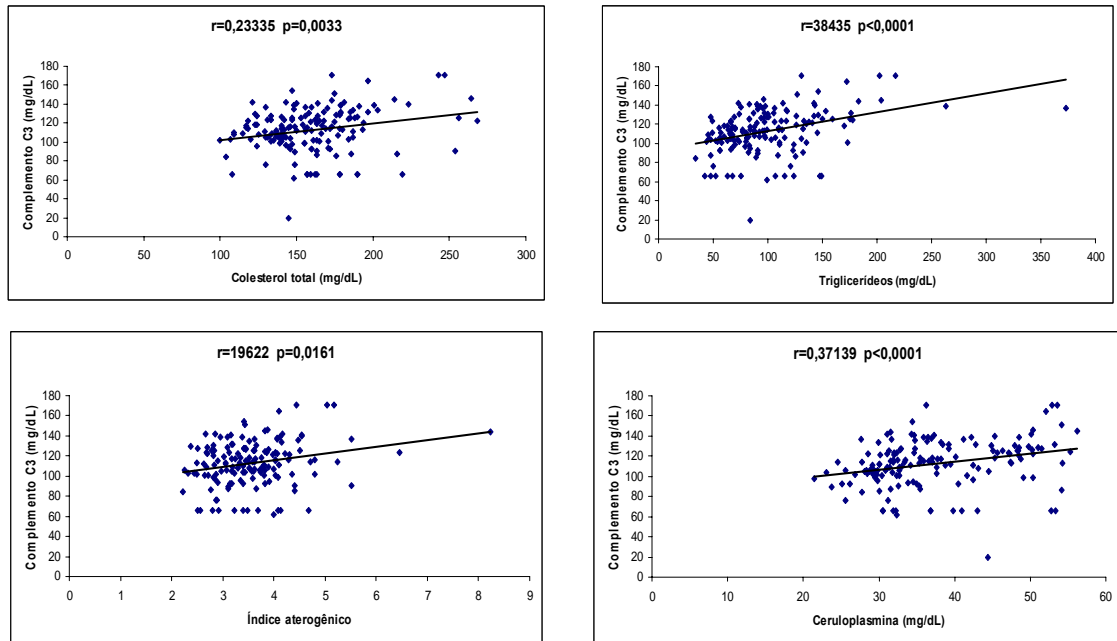 r=0,23335 p=0,0033
Complemento C3 (mg/dL)
180
160
140
120
100
80
60
40
20
0
0 50 100 150 200 250 300
Colesterol total (mg/dL)
r=38435 p<0,0001
Complemento C3 (mg/dL)
180
160
140
120
100
80
60
40
20
0
0 50 100 150 200 250 300 350 400
Triglicerídeos (mg/dL)
r=19622 p=0,0161
Complemento C3 (mg/dL)
180
160
140
120
100
80
60
40
20
0
0 1 2 3 4 5 6 7 8 9
Índice aterogênico
r=0,37139 p<0,0001
Complemento C3 (mg/dL)
180
160
140
120
100
80
60
40
20
0
0 10 20 30 40 50 60
Ceruloplasmina (mg/dL)